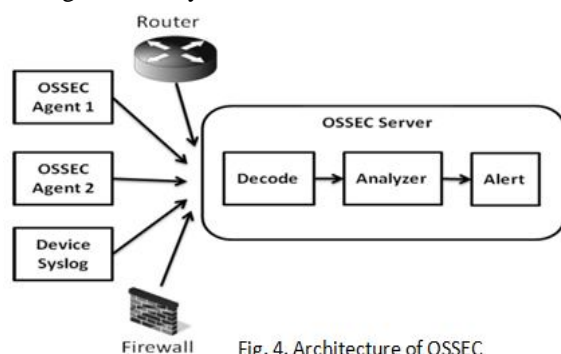 Router
OSSEC
Agent 1
OSSEC
Agent 2
Device
Syslog
Firewall
OSSEC Server
Decode
Analyzer
Alert
Fig. 4. Architecture of OSSEC